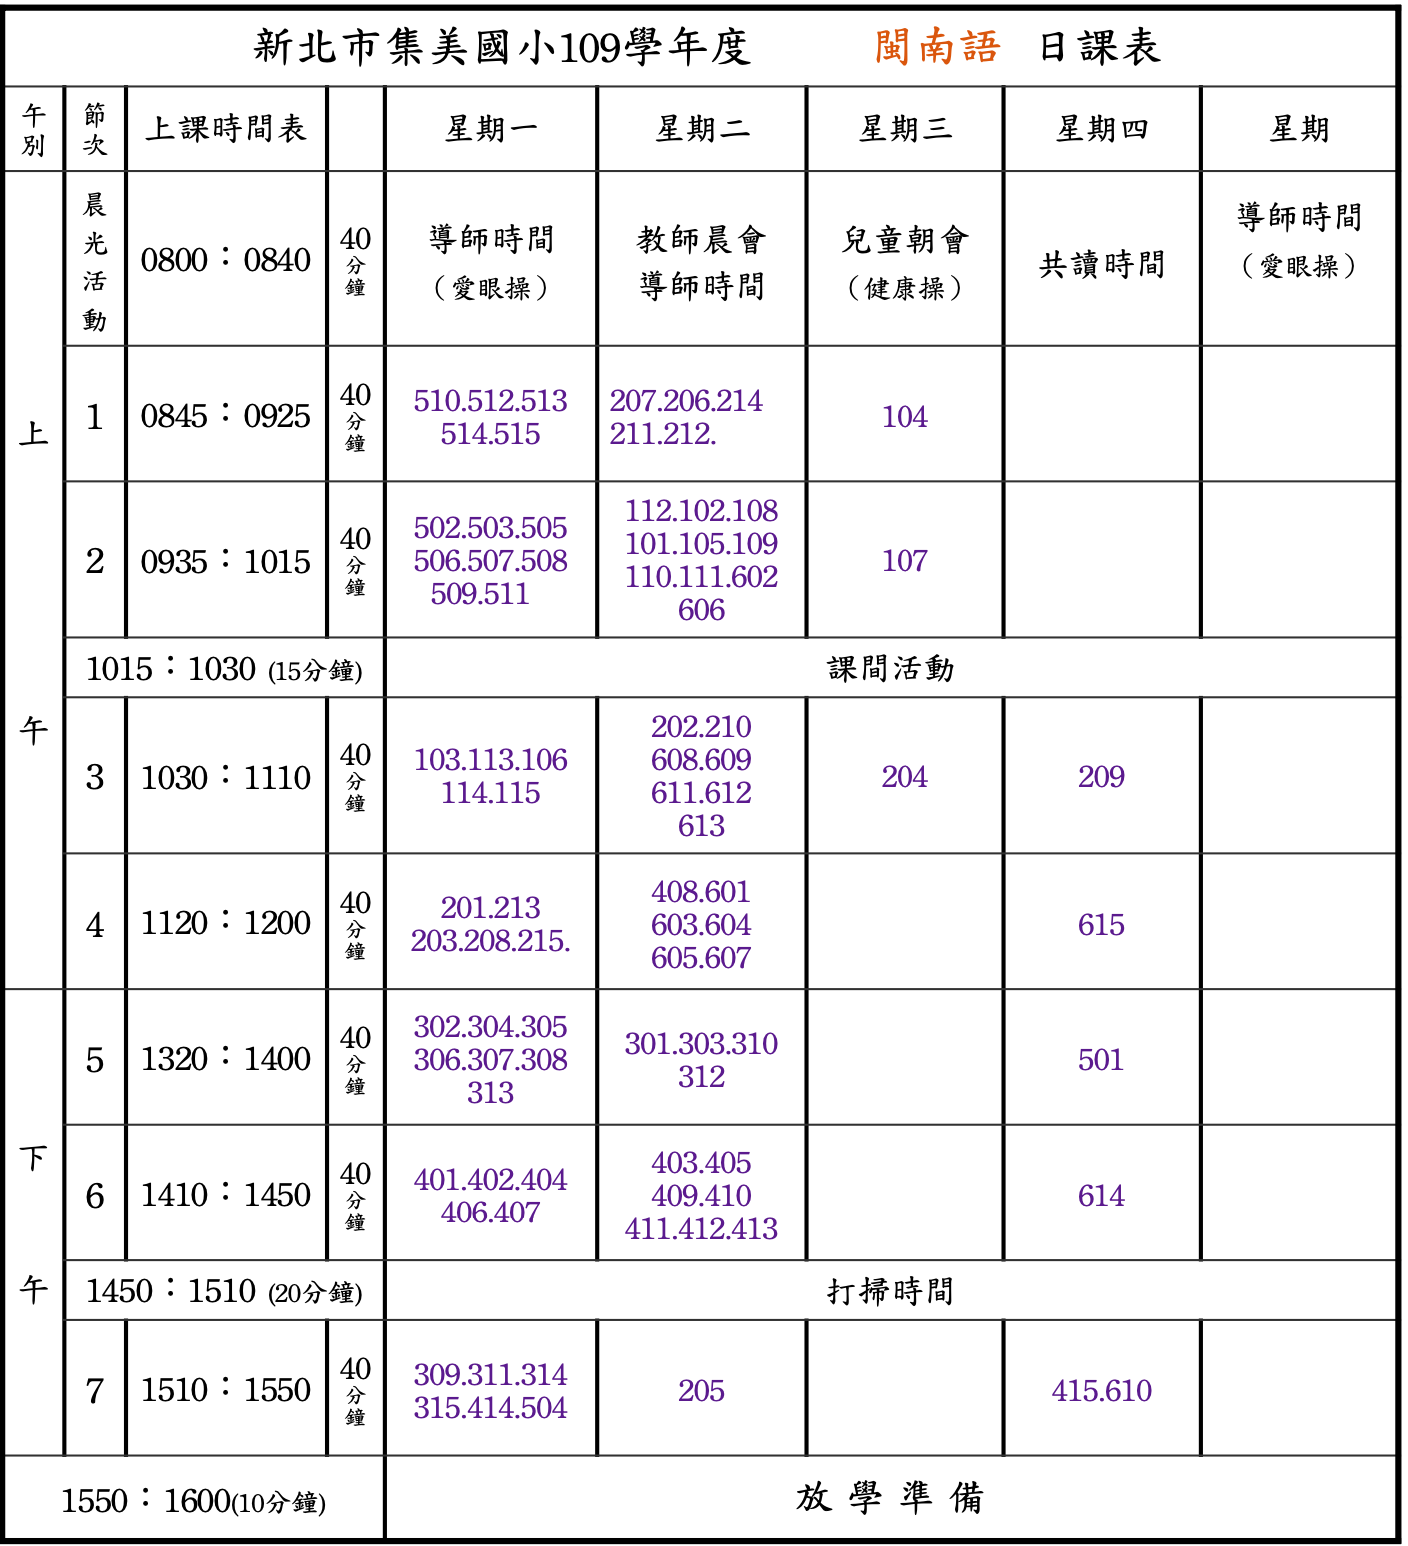 新北市集美國小109學年度 閩南語 日課表
午別 節次 上課時間表 星期一 星期二 星期三 星期四 星期
上午
晨光活動 0800：0840 40分鐘
導師時間
（愛眼操）
教師晨會
導師時間
兒童朝會
（健康操）
共讀時間
導師時間
（愛眼操）
1 0845：0925 40分鐘
510.512.513
514.515
207.206.214
211.212.
104
2 0935：1015 40分鐘
502.503.505
506.507.508
509.511
112.102.108
101.105.109
110.111.602
606
107
1015：1030 (15分鐘) 課間活動
3 1030：1110 40分鐘
103.113.106
114.115
202.210
608.609
611.612
613
204
209
4 1120：1200 40分鐘
201.213
203.208.215.
408.601
603.604
605.607
615
下午
5 1320：1400 40分鐘
302.304.305
306.307.308
313
301.303.310
312
501
6 1410：1450 40分鐘
401.402.404
406.407
403.405
409.410
411.412.413
614
1450：1510 (20分鐘) 打掃時間
7 1510：1550 40分鐘
309.311.314
315.414.504
205
415.610
1550：1600(10分鐘) 放學準備